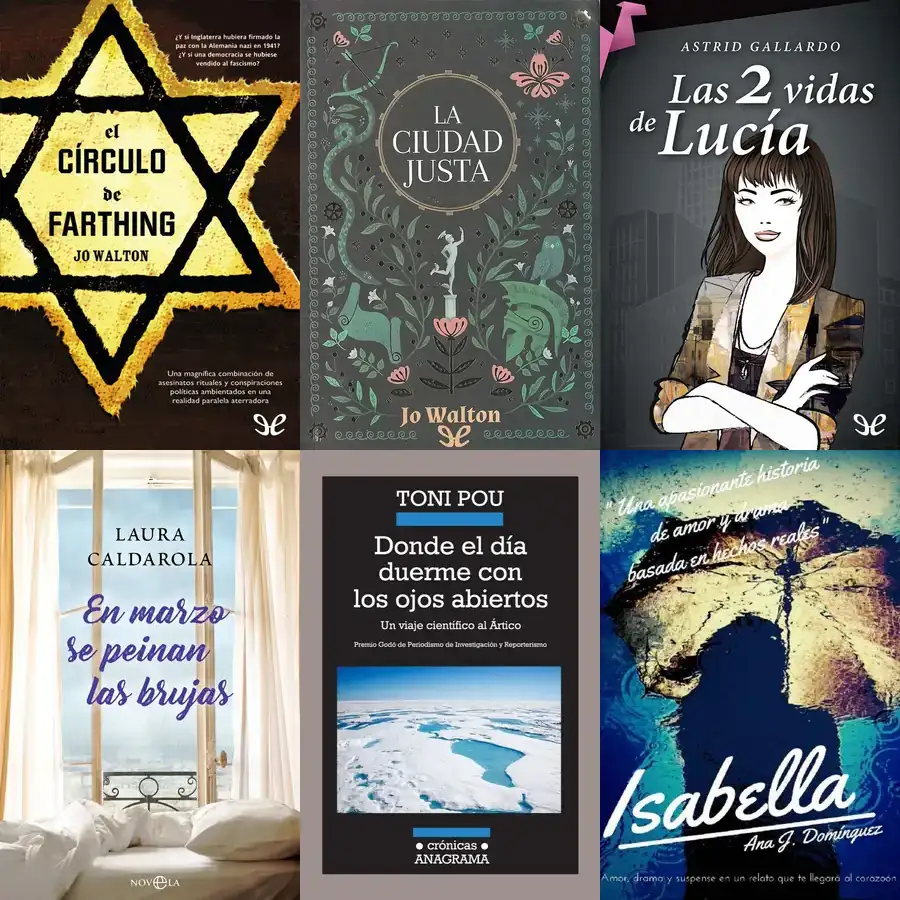 ¿Y si Inglaterra hubiera firmado la
paz con la Alemania nazi en 1941?
¿Y si una democracia se hubiese
vendido al fascismo?
el
CÍRCULO
de
FARTHING
JO WALTON
Una magnífica combinación de
asesinatos rituales y conspiraciones
políticas ambientados en una
realidad paralela aterradora
LA
CIUDAD
JUSTA
Jo Walton
ASTRID GALLARDO
Las 2 vidas
de Lucía
LAURA
CALDAROLA
En marzo
se peinan
las brujas
NOVELA
TONI POU
Donde el día
duerme con
los ojos abiertos
Un viaje científico al Ártico
Premio Godó de Periodismo de Investigación y Reporterismo
crónicas
ANAGRAMA
"Una apasionante historia
de amor y drama
basada en hechos reales"
Isabella
Ana J. Domínguez
Amor, drama y suspense en un relato que te llegará al corazoón